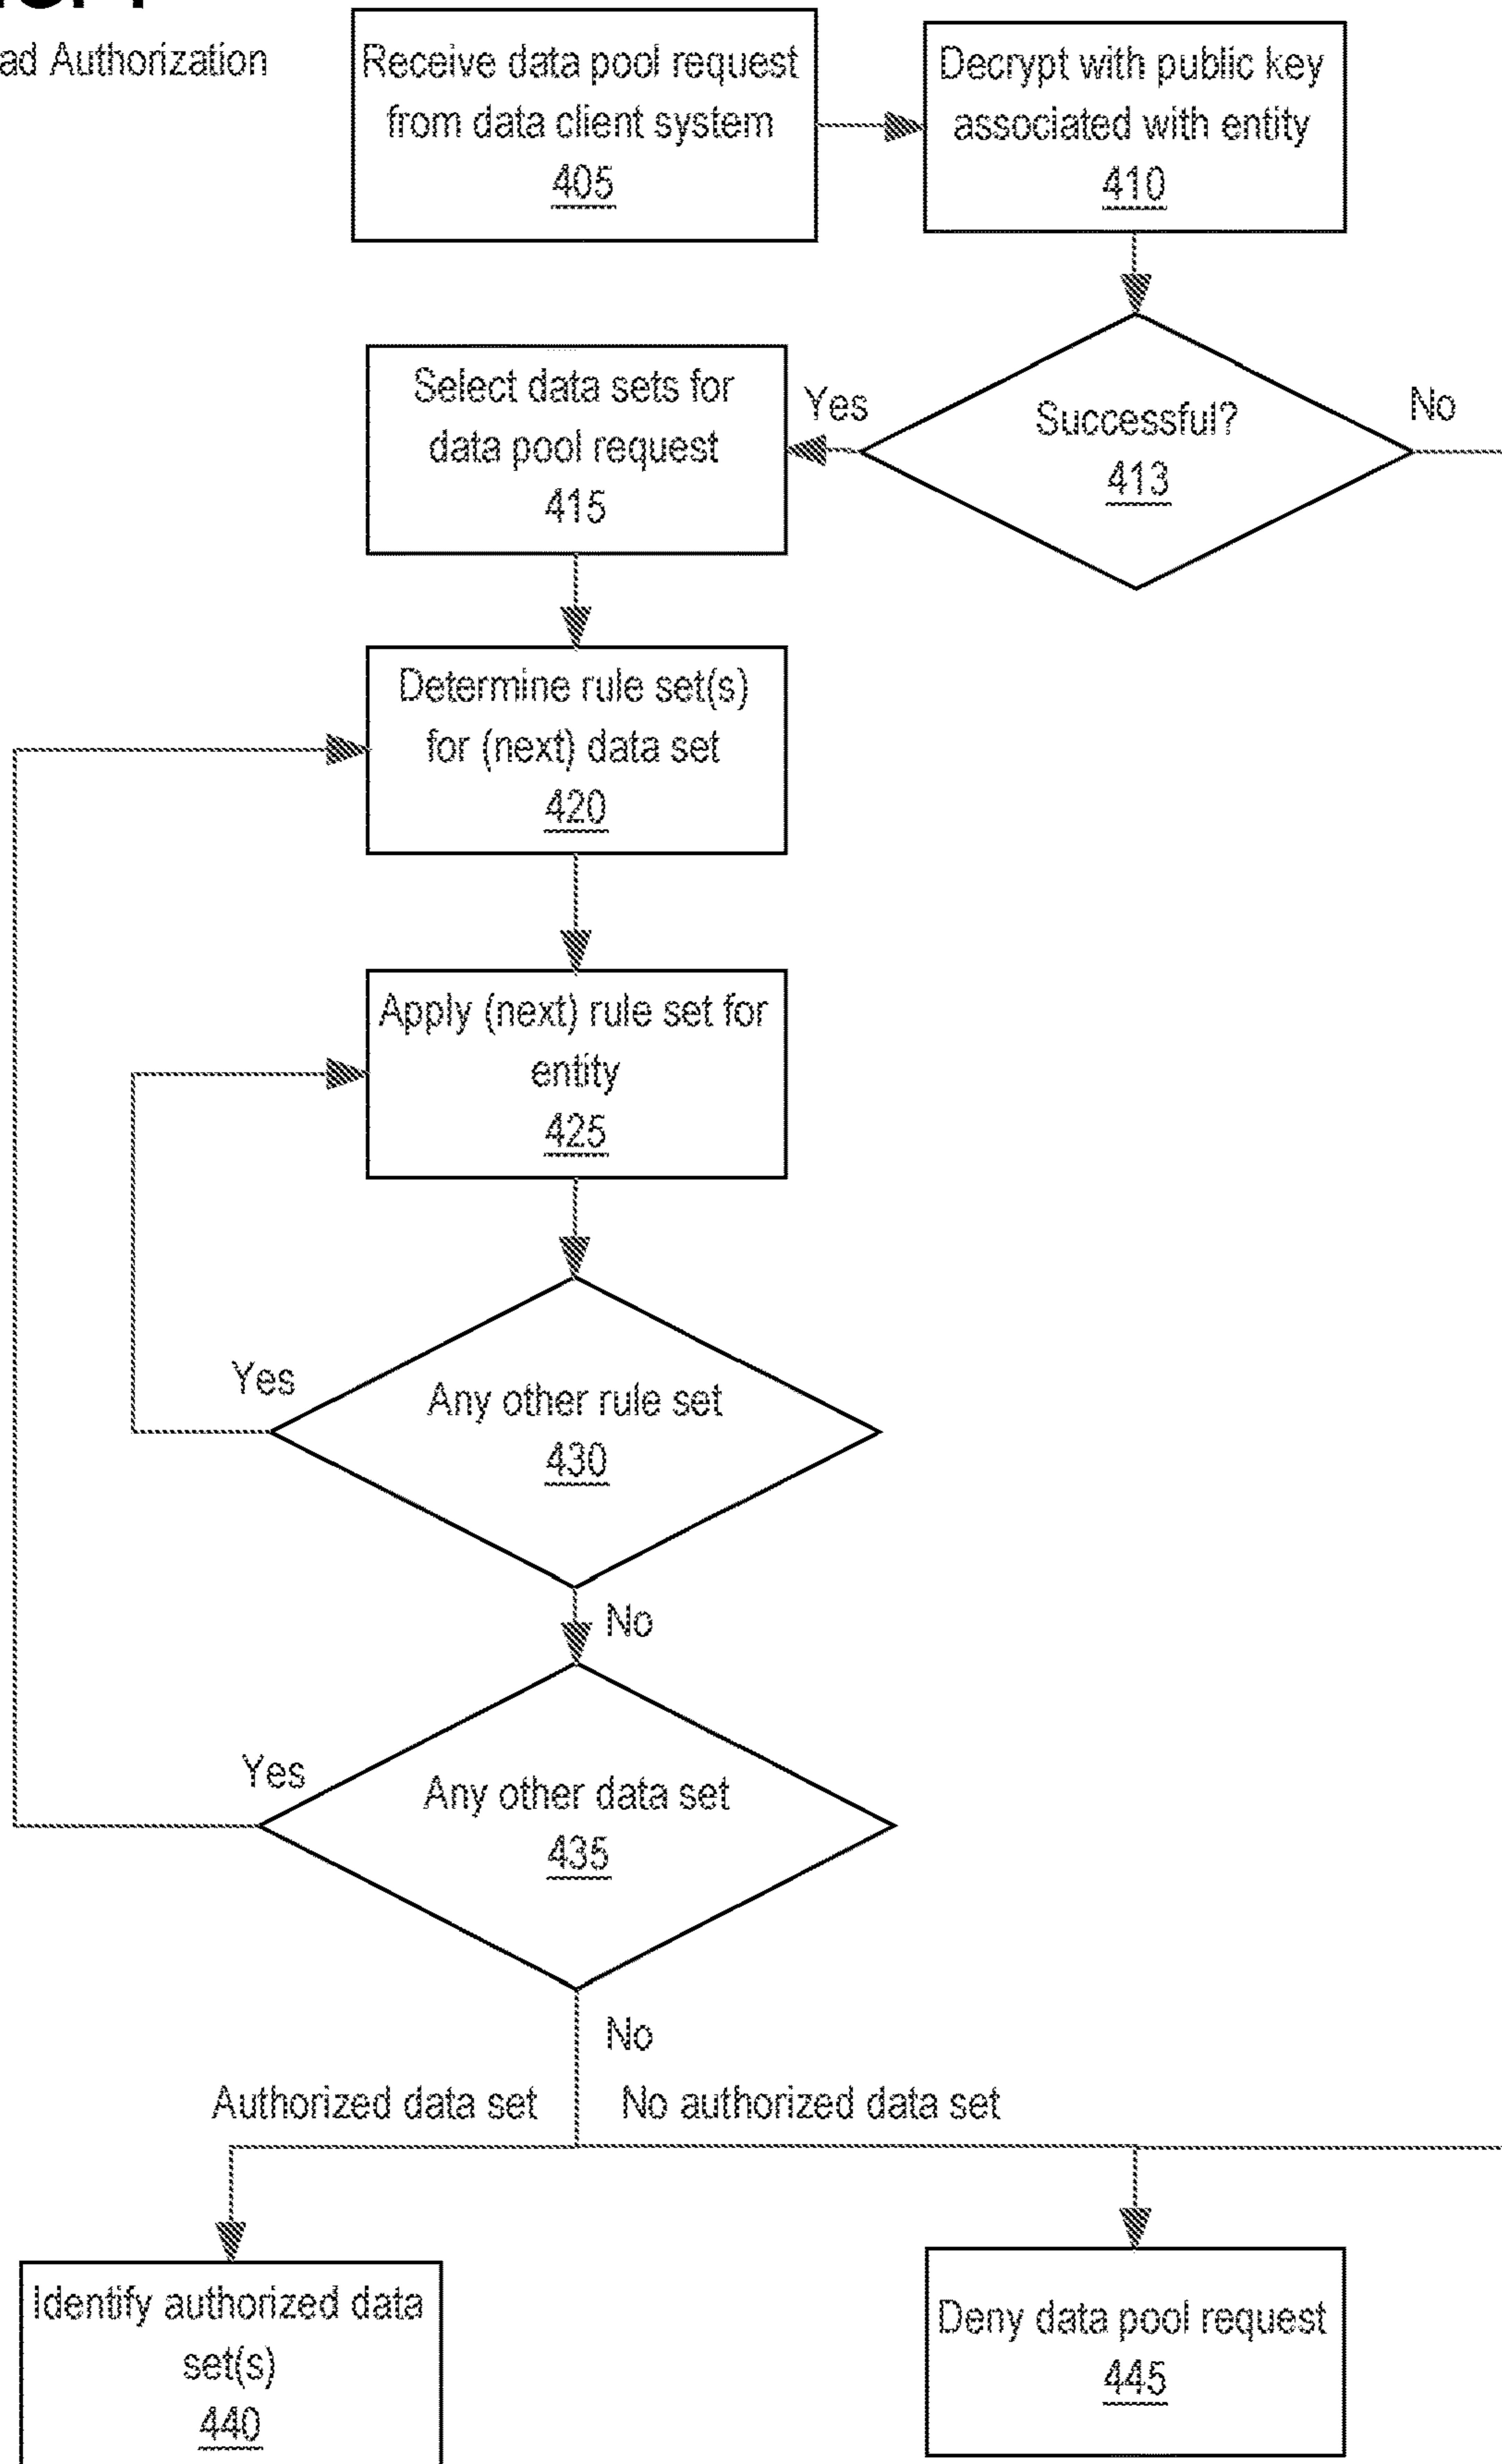 ad Authorization
Receive data pool request
from data client system
405
Decrypt with public key
associated with entity
410
Successful?
413
Yes
No
Select data sets for
data pool request
415
Determine rule set(s)
for (next) data set
420
Apply (next) rule set for
entity
425
Any other rule set
430
Yes
No
Any other data set
435
Yes
No
Authorized data set
No authorized data set
Identify authorized data
set(s)
440
Deny data pool request
445